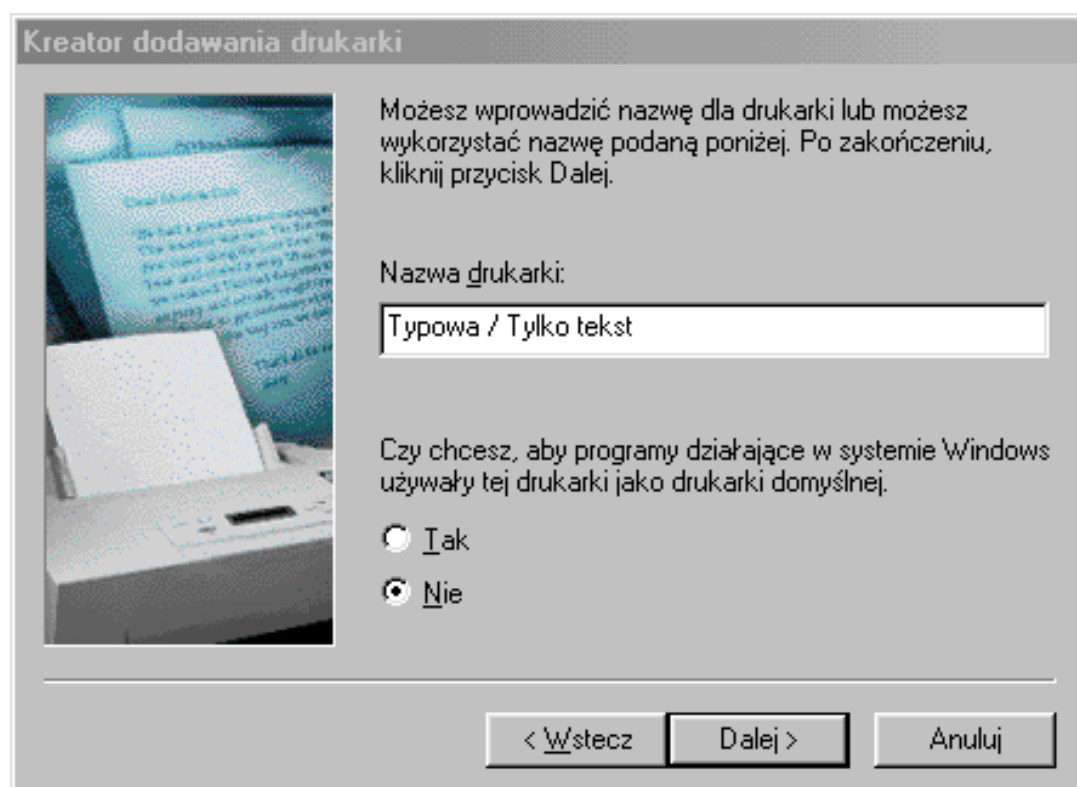 Kreator dodawania drukarki
Możesz wprowadzić nazwę dla drukarki lub możesz
wykorzystać nazwę podaną poniżej. Po zakończeniu,
kliknij przycisk Dalej.
Nazwa drukarki:
Typowa / Tylko tekst
Czy chcesz, aby programy działające w systemie Windows
używały tej drukarki jako drukarki domyślnej.
Tak
Nie
< Wstecz
Dalej >
Anuluj